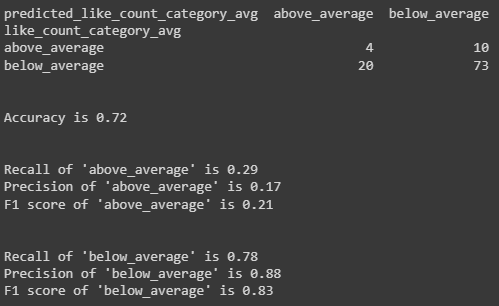 predicted_like_count_category_avg above_average below_average
like_count_category_avg
above_average 4 10
below_average 20 73
Accuracy is 0.72
Recall of 'above_average' is 0.29
Precision of 'above_average' is 0.17
F1 score of 'above_average' is 0.21
Recall of 'below_average' is 0.78
Precision of 'below_average' is 0.88
F1 score of 'below_average' is 0.83